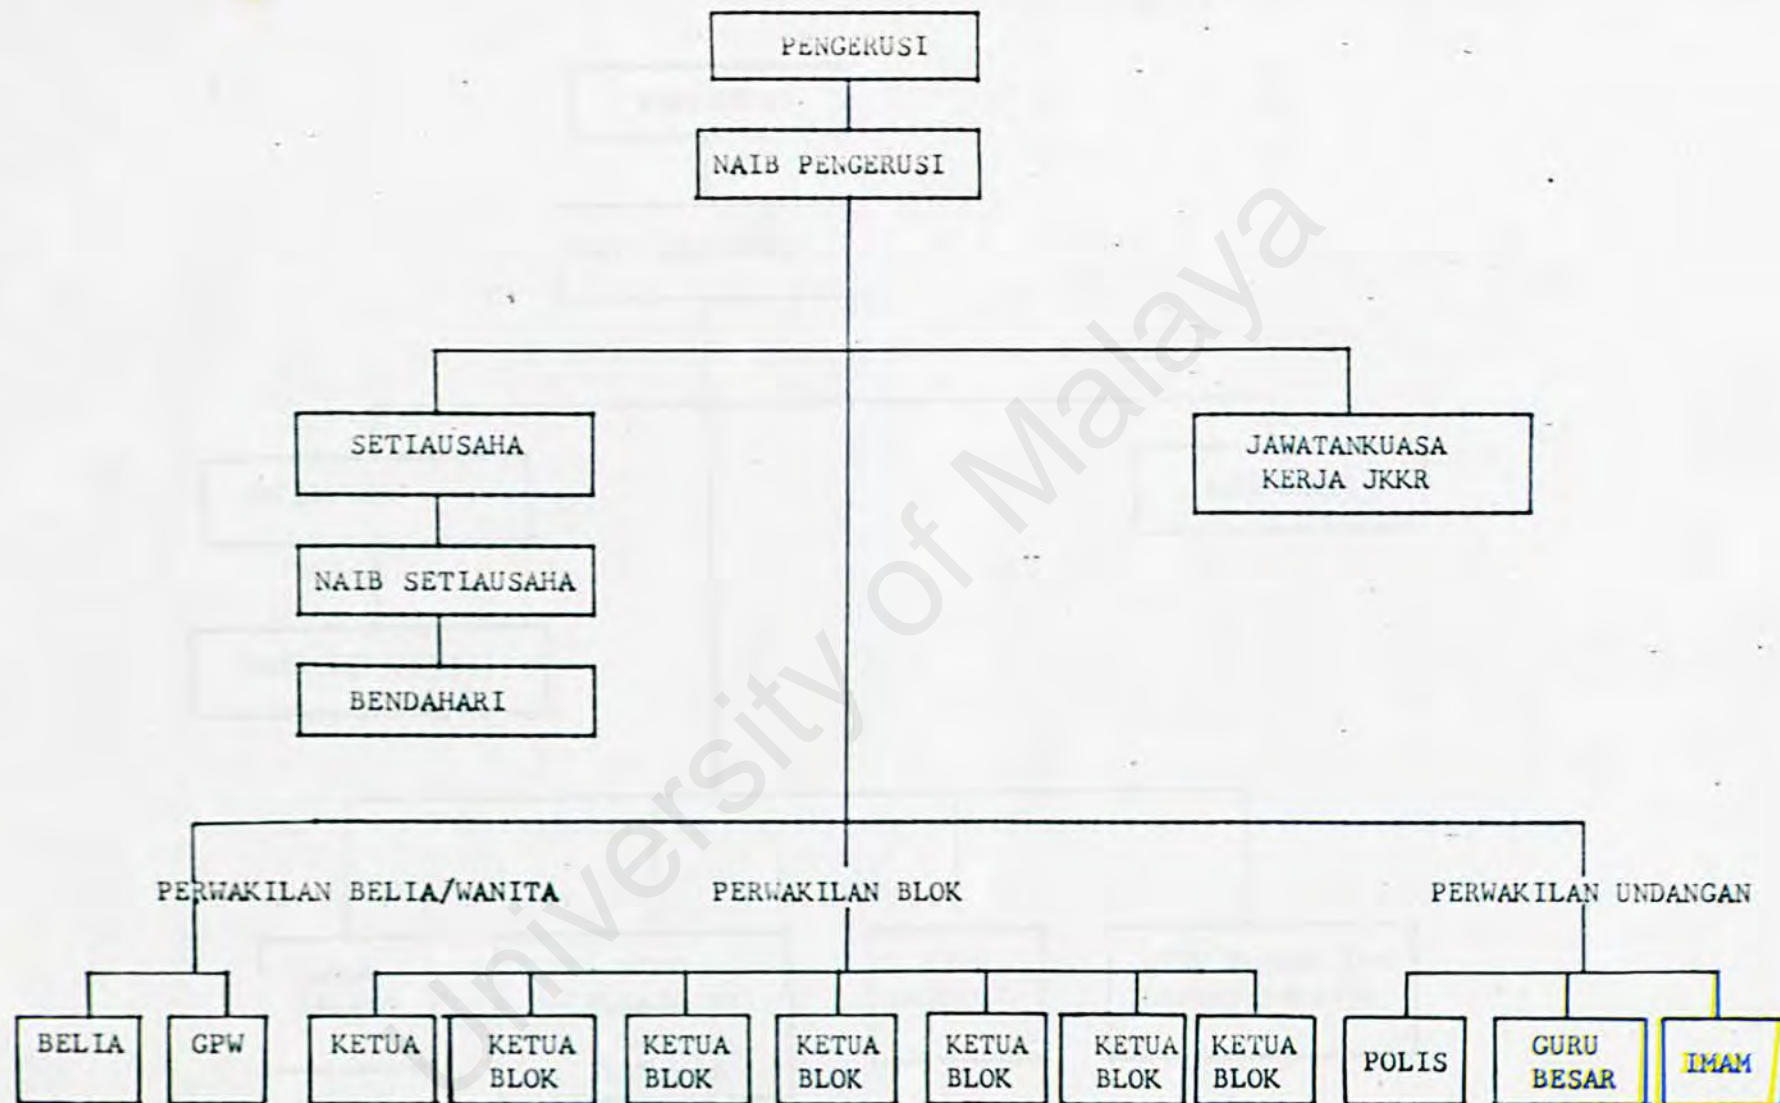 PENGERUSI
NAIB PENGERUSI
SETIAUSAHA
JAWATANKUASA
KERJA JKKR
NAIB SETIAUSAHA
BENDAHARI
PERWAKILAN BELIA/WANITA
PERWAKILAN BLOK
PERWAKILAN UNDANGAN
BELIA
GPW
KETUA
KETUA
BLOK
KETUA
BLOK
KETUA
BLOK
KETUA
BLOK
KETUA
BLOK
KETUA
BLOK
POLIS
GURU
BESAR
IMAM
University of Malaya